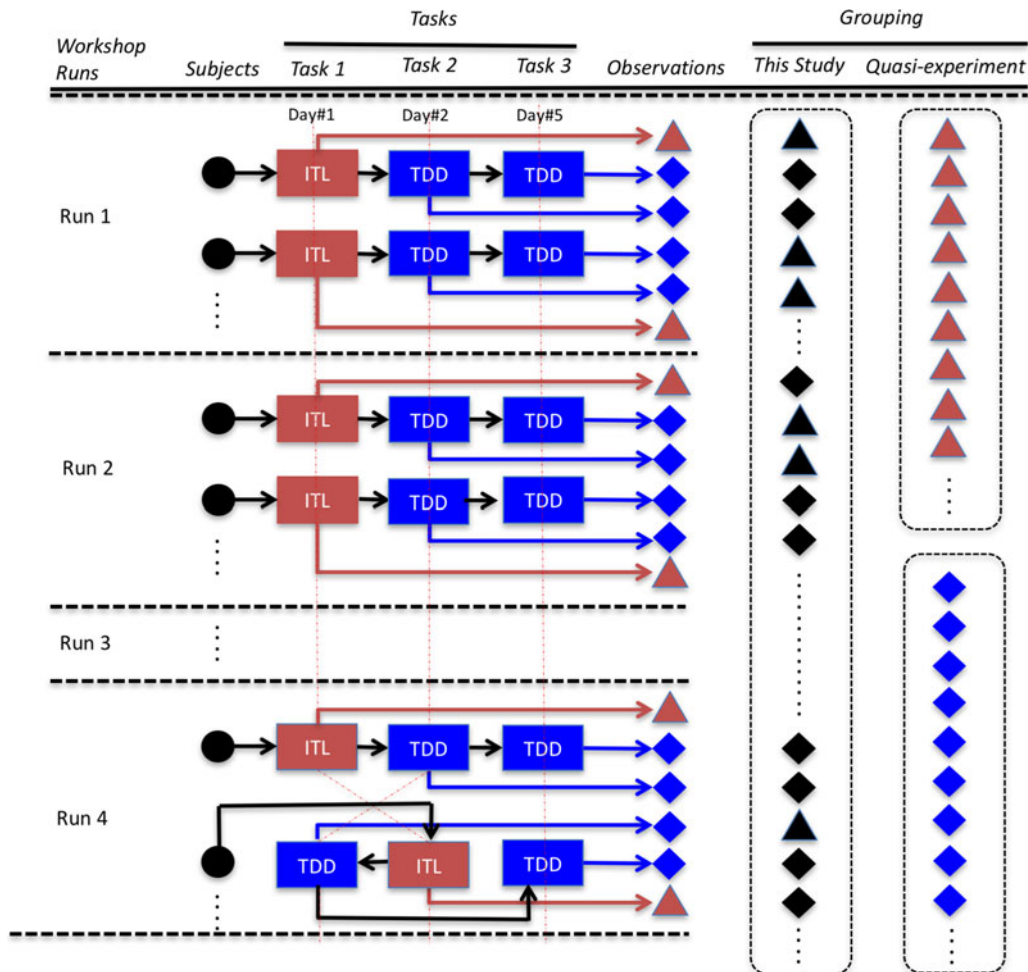 Tasks
Grouping
Workshop
Runs
Subjects
Task 1
Task 2
Task 3
Observations
This Study
Quasi-experiment
Day#1
Day#2
Day#5
ITL
TDD
TDD
Run 1
ITL
TDD
TDD
ITL
TDD
TDD
Run 2
ITL
TDD
TDD
Run 3
ITL
TDD
TDD
Run 4
TDD
ITL
TDD